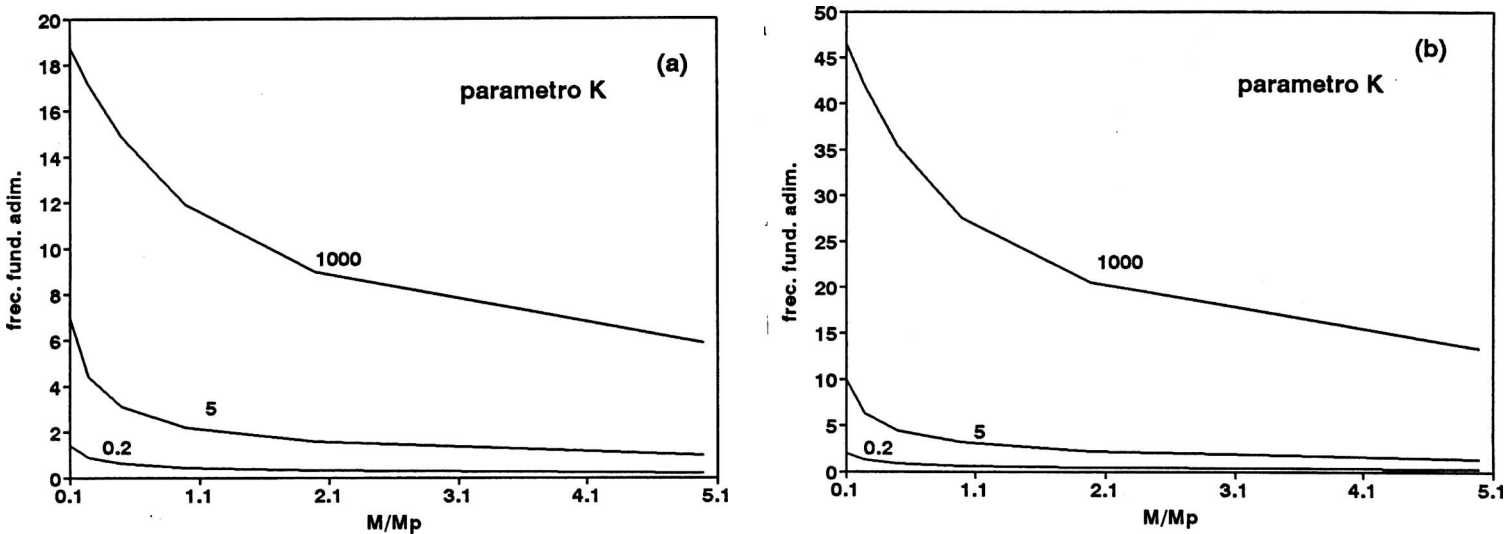 (a)
parametro K
frec. fund. adim.
20
18
16
14
12
10
8
6
4
2
0
1000
5
0.2
0.1 1.1 2.1 3.1 4.1 5.1
M/Mp
(b)
parametro K
frec. fund. adim.
50
45
40
35
30
25
20
15
10
5
0
1000
5
0.2
0.1 1.1 2.1 3.1 4.1 5.1
M/Mp